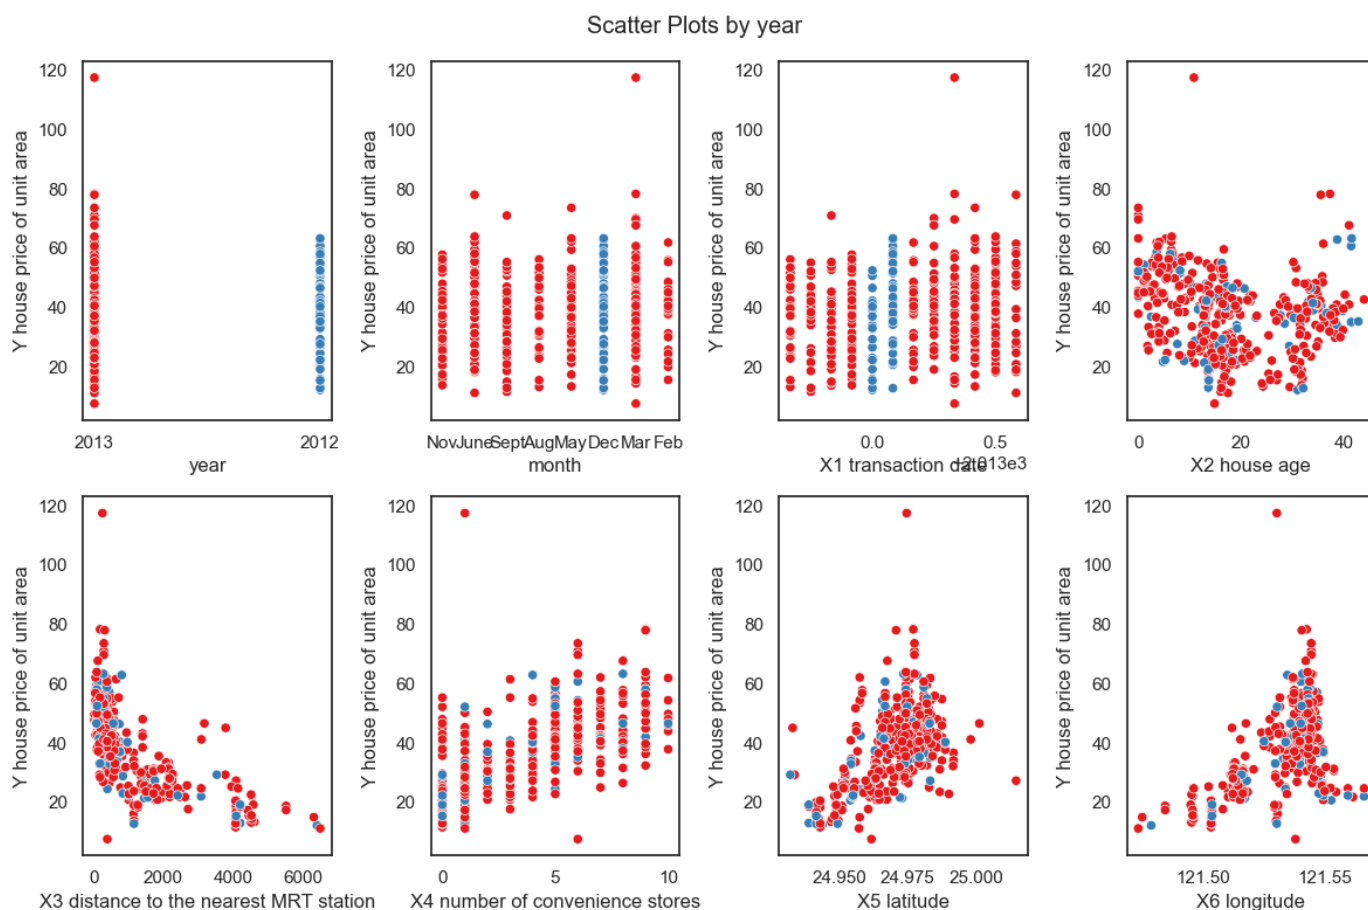 Scatter Plots by year
120
100
80
60
40
20
Y house price of unit area
2013
2012
year
120
100
80
60
40
20
Y house price of unit area
Nov
June
Sept
Aug
May
Dec
Mar
Feb
month
120
100
80
60
40
20
Y house price of unit area
0.0
0.5
X1 transaction date
+2.013e3
120
100
80
60
40
20
Y house price of unit area
0
20
40
X2 house age
120
100
80
60
40
20
Y house price of unit area
0
2000
4000
6000
X3 distance to the nearest MRT station
120
100
80
60
40
20
Y house price of unit area
0
5
10
X4 number of convenience stores
120
100
80
60
40
20
Y house price of unit area
24.950
24.975
25.000
X5 latitude
120
100
80
60
40
20
Y house price of unit area
121.50
121.55
X6 longitude